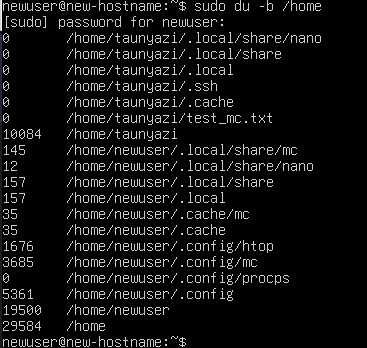 newuser@new-hostname:~$ sudo du -b /home
[sudo] password for newuser:
0 /home/taunyazi/.local/share/nano
0 /home/taunyazi/.local/share
0 /home/taunyazi/.local
0 /home/taunyazi/.ssh
0 /home/taunyazi/.cache
0 /home/taunyazi/test_mc.txt
10084 /home/taunyazi
145 /home/newuser/.local/share/mc
12 /home/newuser/.local/share/nano
157 /home/newuser/.local/share
157 /home/newuser/.local
35 /home/newuser/.cache/mc
35 /home/newuser/.cache
1676 /home/newuser/.config/htop
3685 /home/newuser/.config/mc
0 /home/newuser/.config/procps
5361 /home/newuser/.config
19500 /home/newuser
29584 /home
newuser@new-hostname:~$